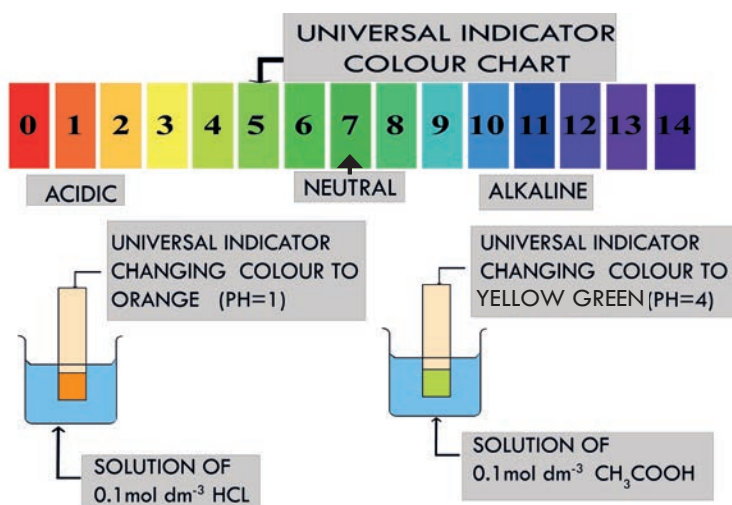 UNIVERSAL INDICATOR
COLOUR CHART
0 1 2 3 4 5 6 7 8 9 10 11 12 13 14
ACIDIC
NEUTRAL
ALKALINE
UNIVERSAL INDICATOR
CHANGING COLOUR TO
ORANGE (PH=1)
UNIVERSAL INDICATOR
CHANGING COLOUR TO
YELLOW GREEN (PH=4)
SOLUTION OF
0.1mol dm⁻³ HCL
SOLUTION OF
0.1mol dm⁻³ CH₃COOH